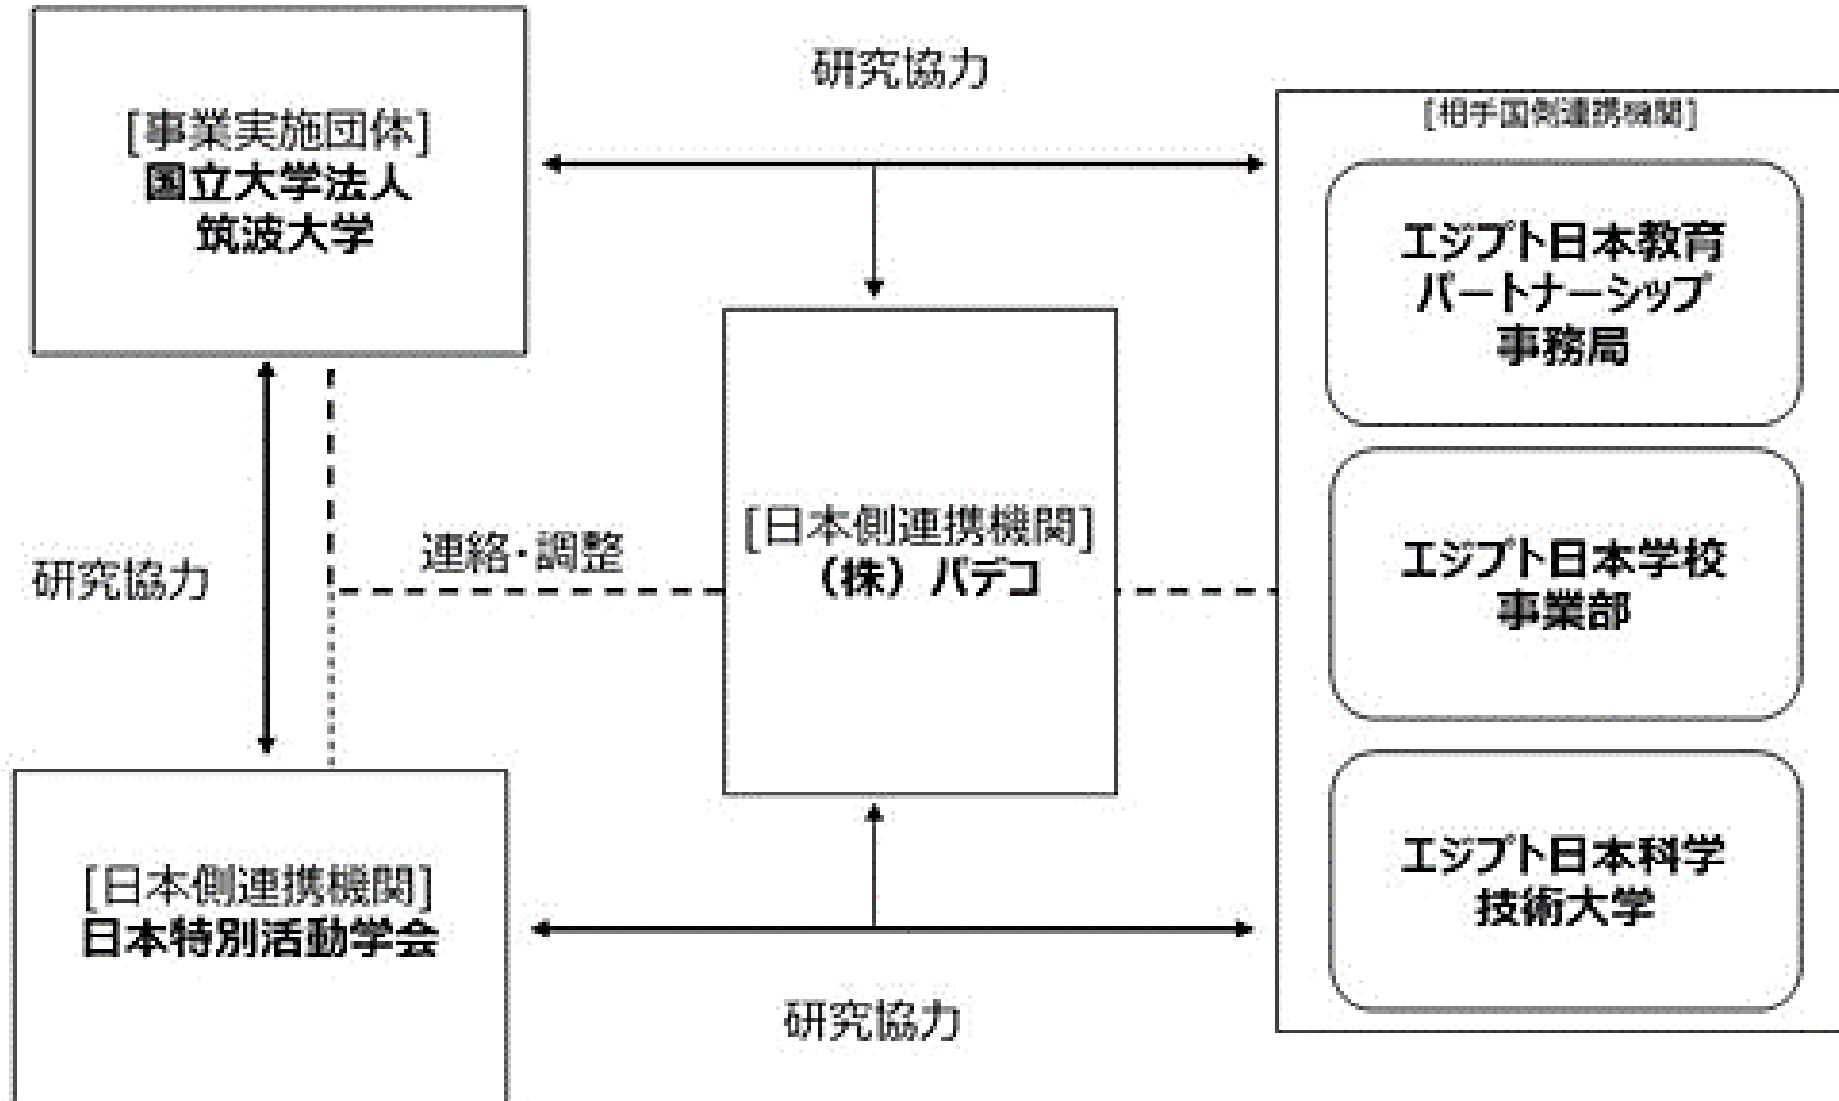 研究協力
[事業実施団体]
国立大学法人
筑波大学
[相手国側連携機関]
エジプト日本教育
パートナーシップ
事務局
研究協力
連絡・調整
[日本側連携機関]
（株）パデコ
エジプト日本学校
事業部
[日本側連携機関]
日本特別活動学会
エジプト日本科学
技術大学
研究協力